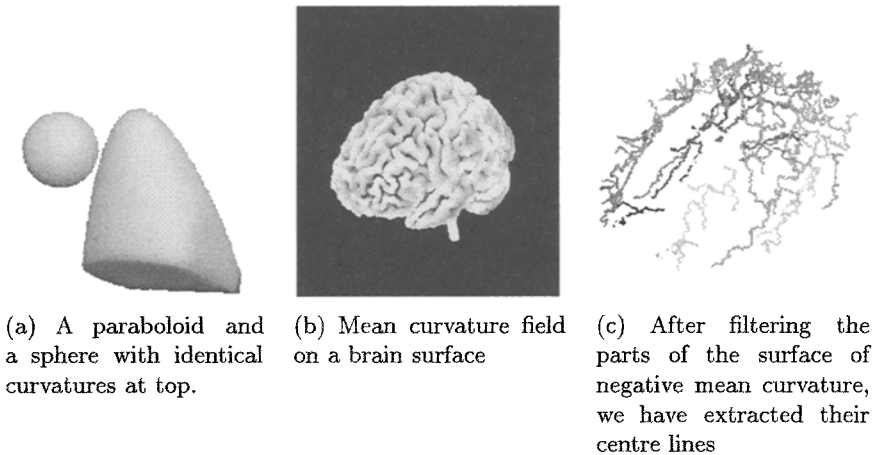 (a) A paraboloid and
a sphere with identical
curvatures at top.
(b) Mean curvature field
on a brain surface
(c) After filtering the
parts of the surface of
negative mean curvature,
we have extracted their
centre lines